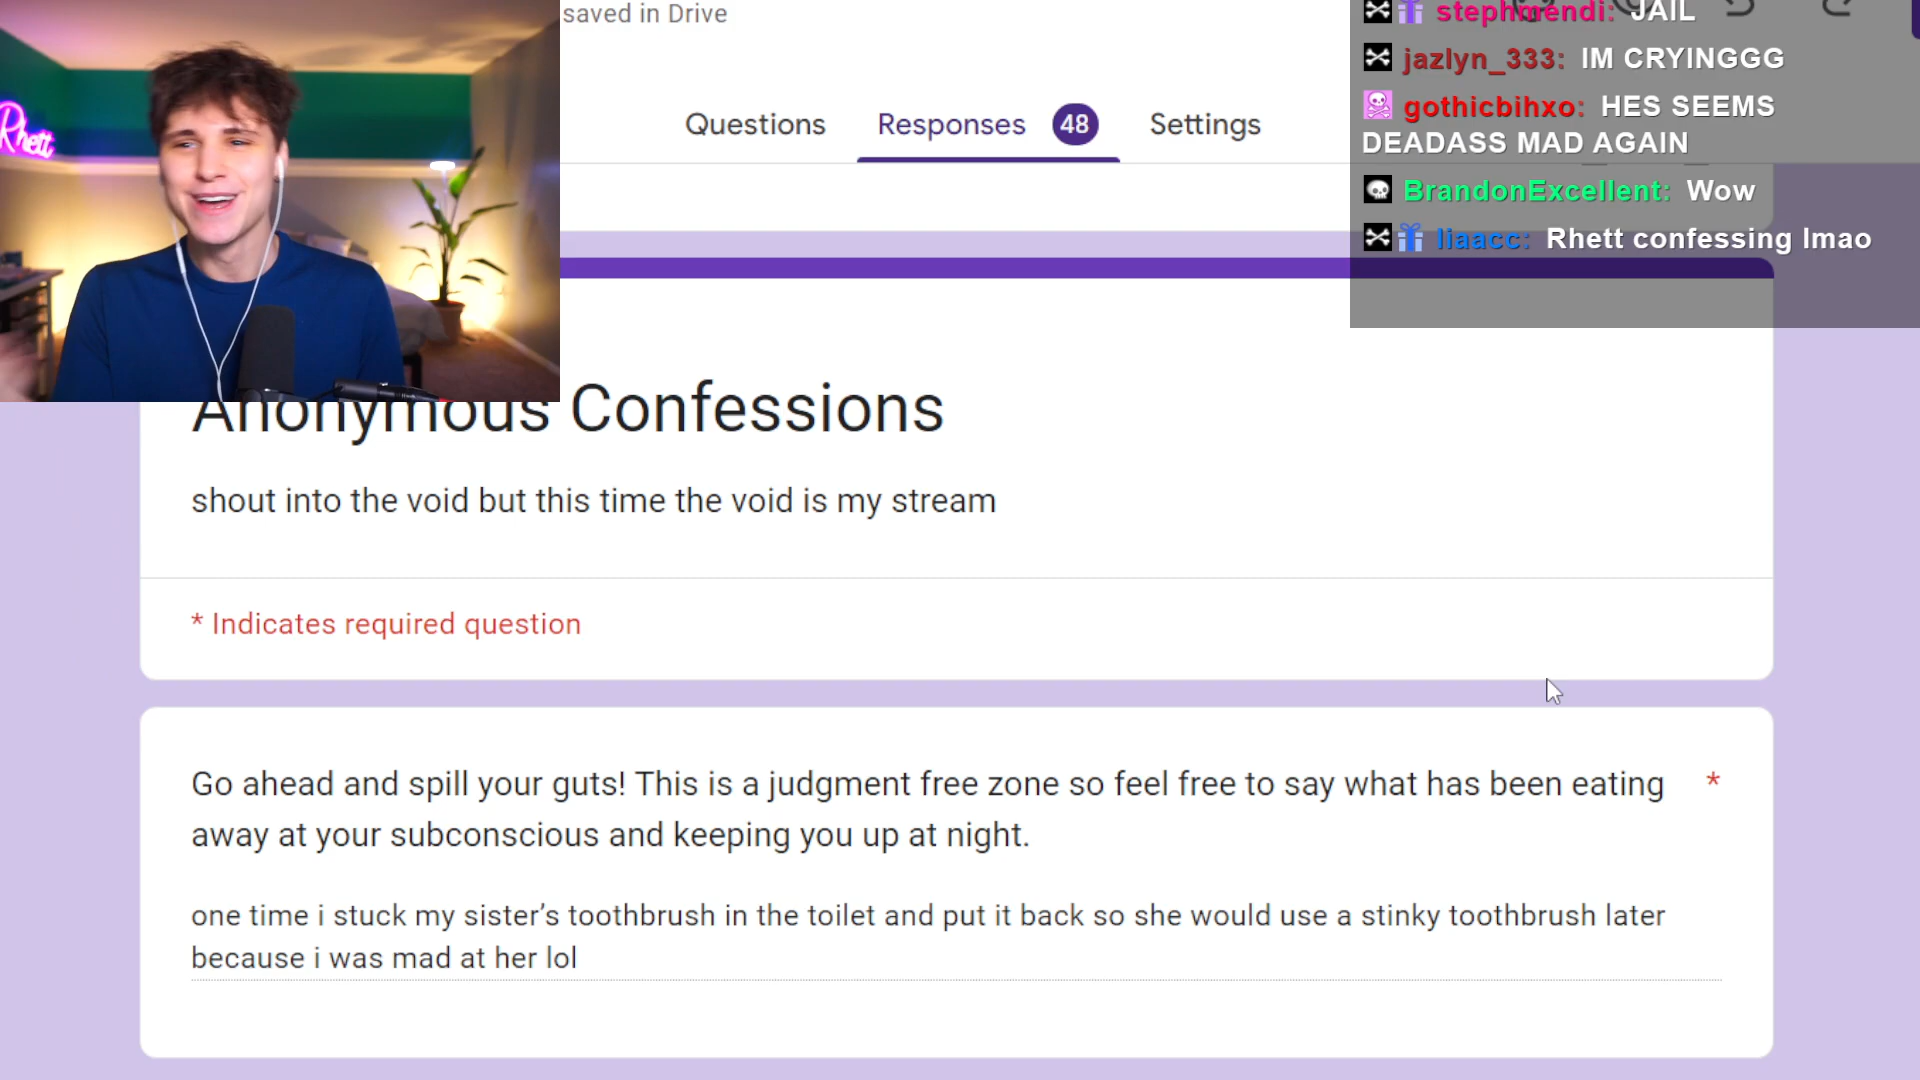 saved in Drive
Rhett
Questions
Responses 48
Settings
stephmendi: JAIL
jazlyn_333: IM CRYINGGG
gothicbihxo: HES SEEMS
DEADASS MAD AGAIN
BrandonExcellent: Wow
liaacc: Rhett confessing lmao
Anonymous Confessions
shout into the void but this time the void is my stream
* Indicates required question
Go ahead and spill your guts! This is a judgment free zone so feel free to say what has been eating *
away at your subconscious and keeping you up at night.
one time i stuck my sister’s toothbrush in the toilet and put it back so she would use a stinky toothbrush later
because i was mad at her lol